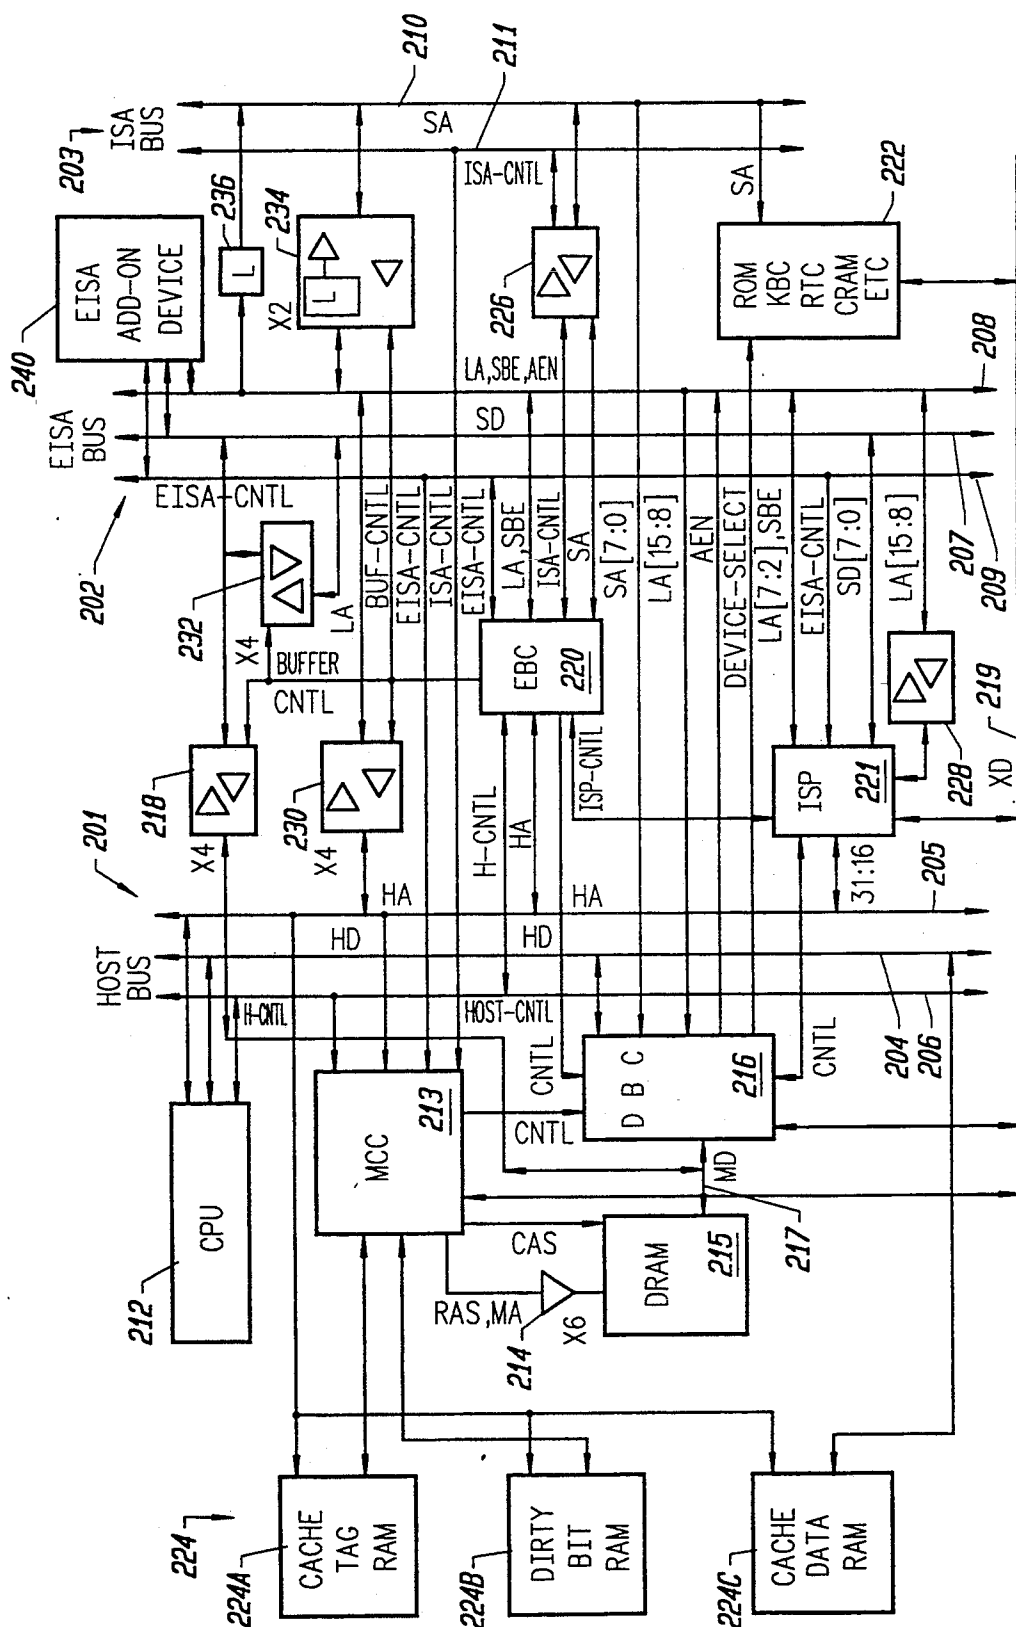 224
224A
CACHE
TAG
RAM
224B
DIRTY
BIT
RAM
224C
CACHE
DATA
RAM
212
CPU
MCC
213
RAS,MA
CAS
214
X6
DRAM
215
217
MD
CNTL
D B C
216
CNTL
CNTL
HOST
BUS
201
H-CNTL
HOST-CNTL
HD
HD
HA
HA
204
206
205
218
X4
230
X4
H-CNTL
HA
ISP-CNTL
31:16
ISP
221
228
XD
219
EBC
220
BUFFER
CNTL
X4
232
LA
BUF-CNTL
EISA-CNTL
ISA-CNTL
EISA-CNTL
LA,SBE
ISA-CNTL
SA
SA[7:0]
LA[15:8]
AEN
DEVICE-SELECT
LA[7:2],SBE
EISA-CNTL
SD[7:0]
LA[15:8]
202
EISA
BUS
EISA-CNTL
SD
LA,SBE,AEN
207
209
208
240
EISA
ADD-ON
DEVICE
L
236
X2
L
234
226
ROM
KBC
RTC
CRAM
ETC
222
SA
203
ISA
BUS
SA
ISA-CNTL
210
211